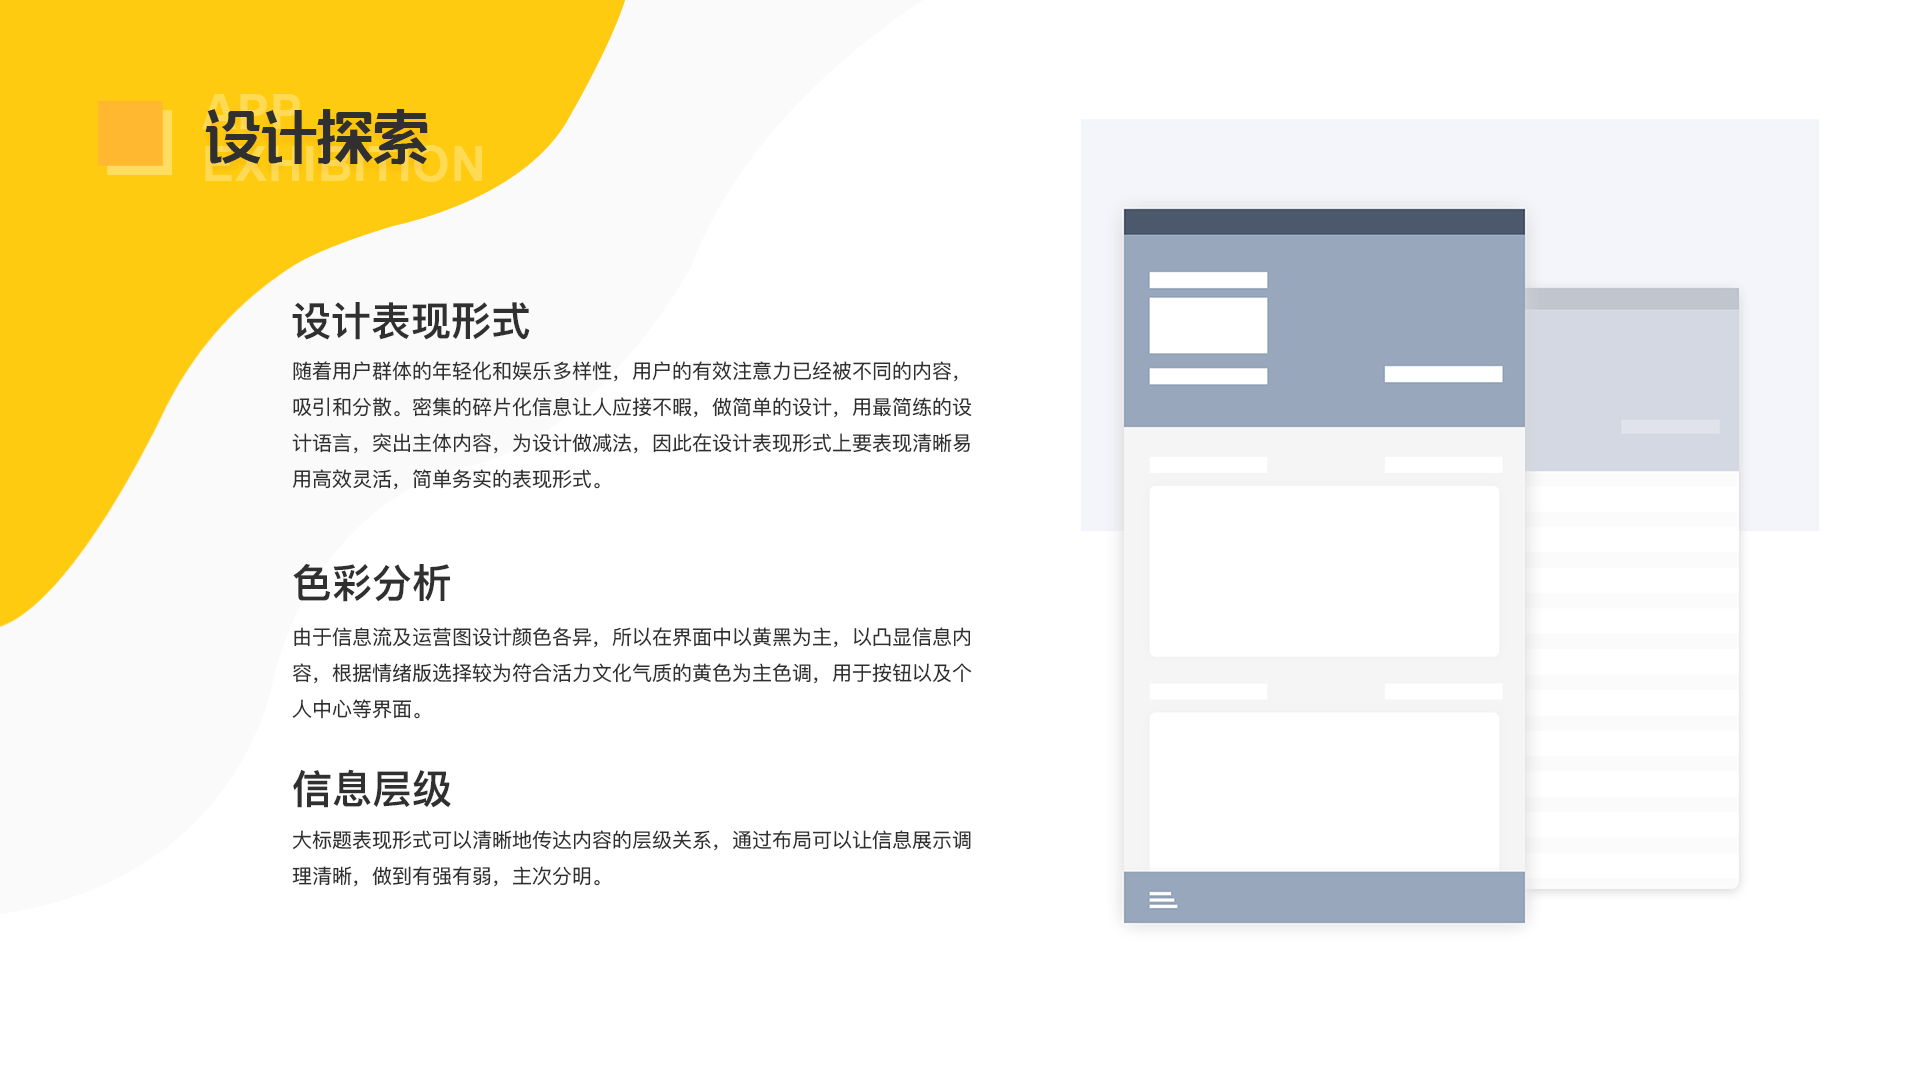 APP
EXHIBITION
设计探索
设计表现形式
随着用户群体的年轻化和娱乐多样性，用户的有效注意力已经被不同的内容，
吸引和分散。密集的碎片化信息让人应接不暇，做简单的设计，用最简练的设
计语言，突出主体内容，为设计做减法，因此在设计表现形式上要表现清晰易
用高效灵活，简单务实的表现形式。
色彩分析
由于信息流及运营图设计颜色各异，所以在界面中以黄黑为主，以凸显信息内
容，根据情绪版选择较为符合活力文化气质的黄色为主色调，用于按钮以及个
人中心等界面。
信息层级
大标题表现形式可以清晰地传达内容的层级关系，通过布局可以让信息展示调
理清晰，做到有强有弱，主次分明。